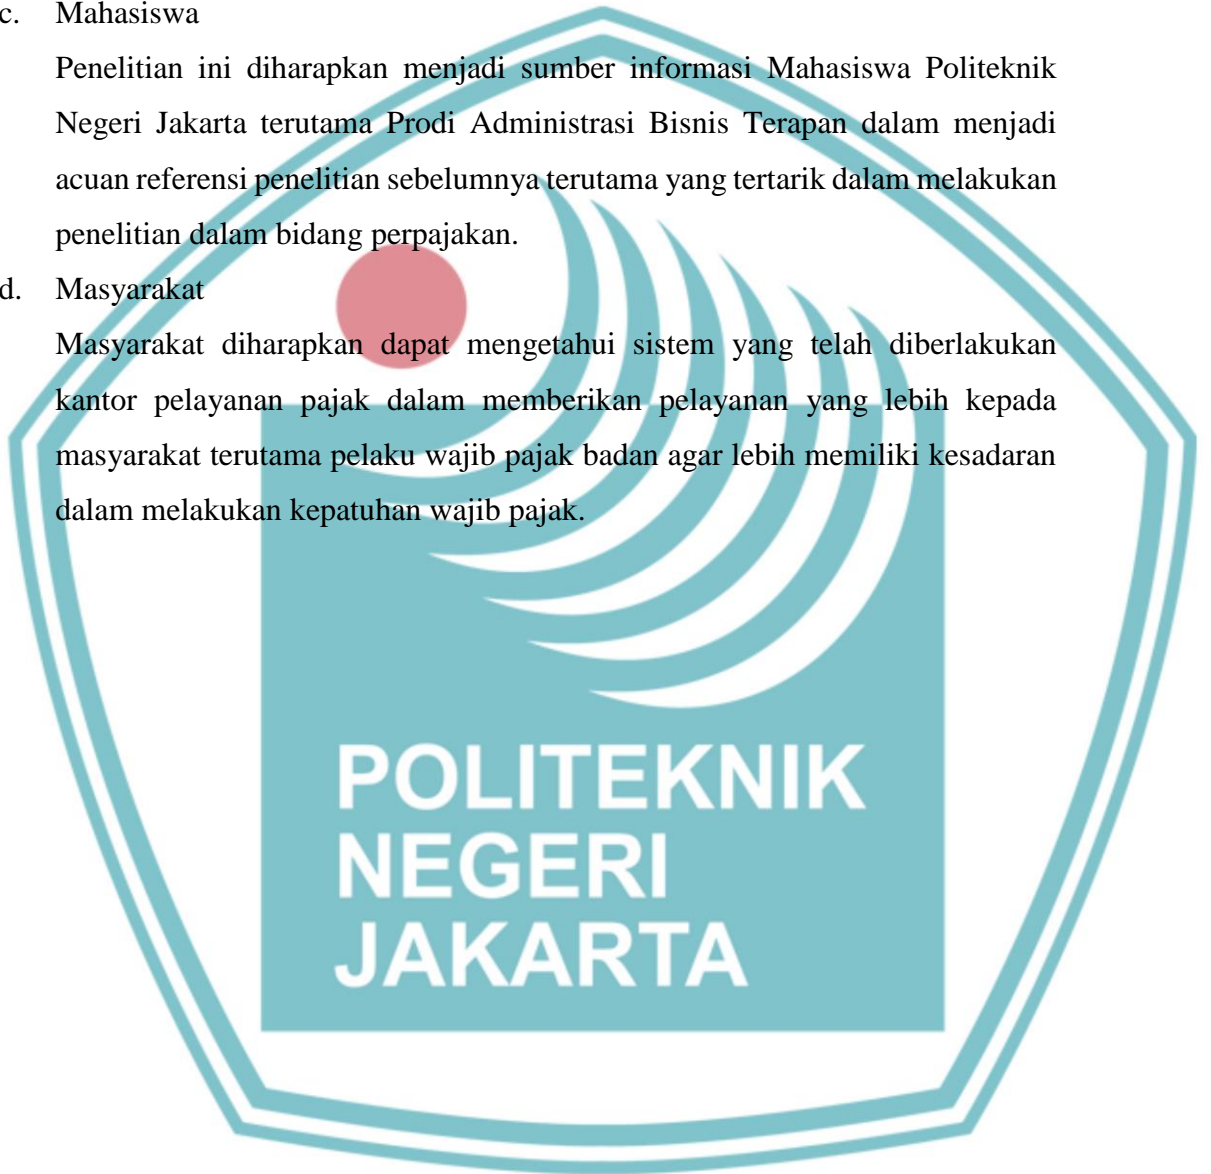 c. Mahasiswa
Penelitian ini diharapkan menjadi sumber informasi Mahasiswa Politeknik
Negeri Jakarta terutama Prodi Administrasi Bisnis Terapan dalam menjadi
acuan referensi penelitian sebelumnya terutama yang tertarik dalam melakukan
penelitian dalam bidang perpajakan.
d. Masyarakat
Masyarakat diharapkan dapat mengetahui sistem yang telah diberlakukan
kantor pelayanan pajak dalam memberikan pelayanan yang lebih kepada
masyarakat terutama pelaku wajib pajak badan agar lebih memiliki kesadaran
dalam melakukan kepatuhan wajib pajak.
POLITEKNIK
NEGERI
JAKARTA